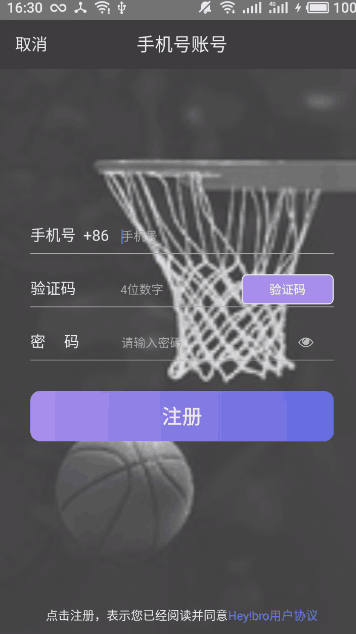 16:30 100
取消 手机号账号
手机号 +86 手机号
验证码 4位数字 验证码
密 码 请输入密码
注册
点击注册，表示您已经阅读并同意Hey!bro用户协议